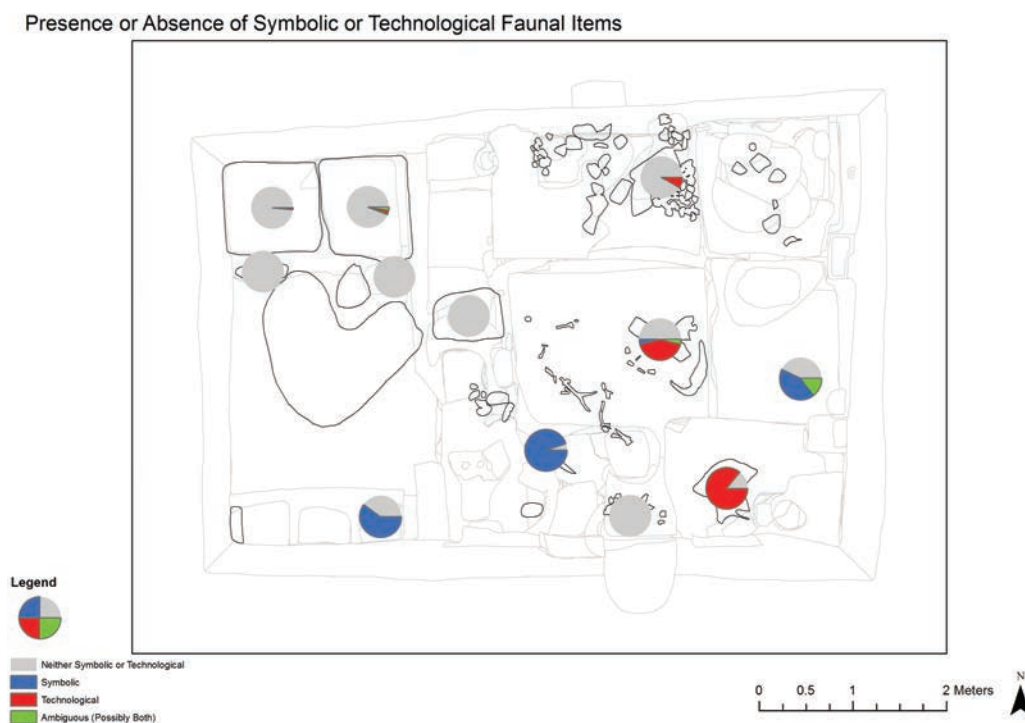 Presence or Absence of Symbolic or Technological Faunal Items
Legend
Neither Symbolic or Technological
Symbolic
Technological
Ambiguous (Possibly Both)
0 0.5 1 2 Meters
N